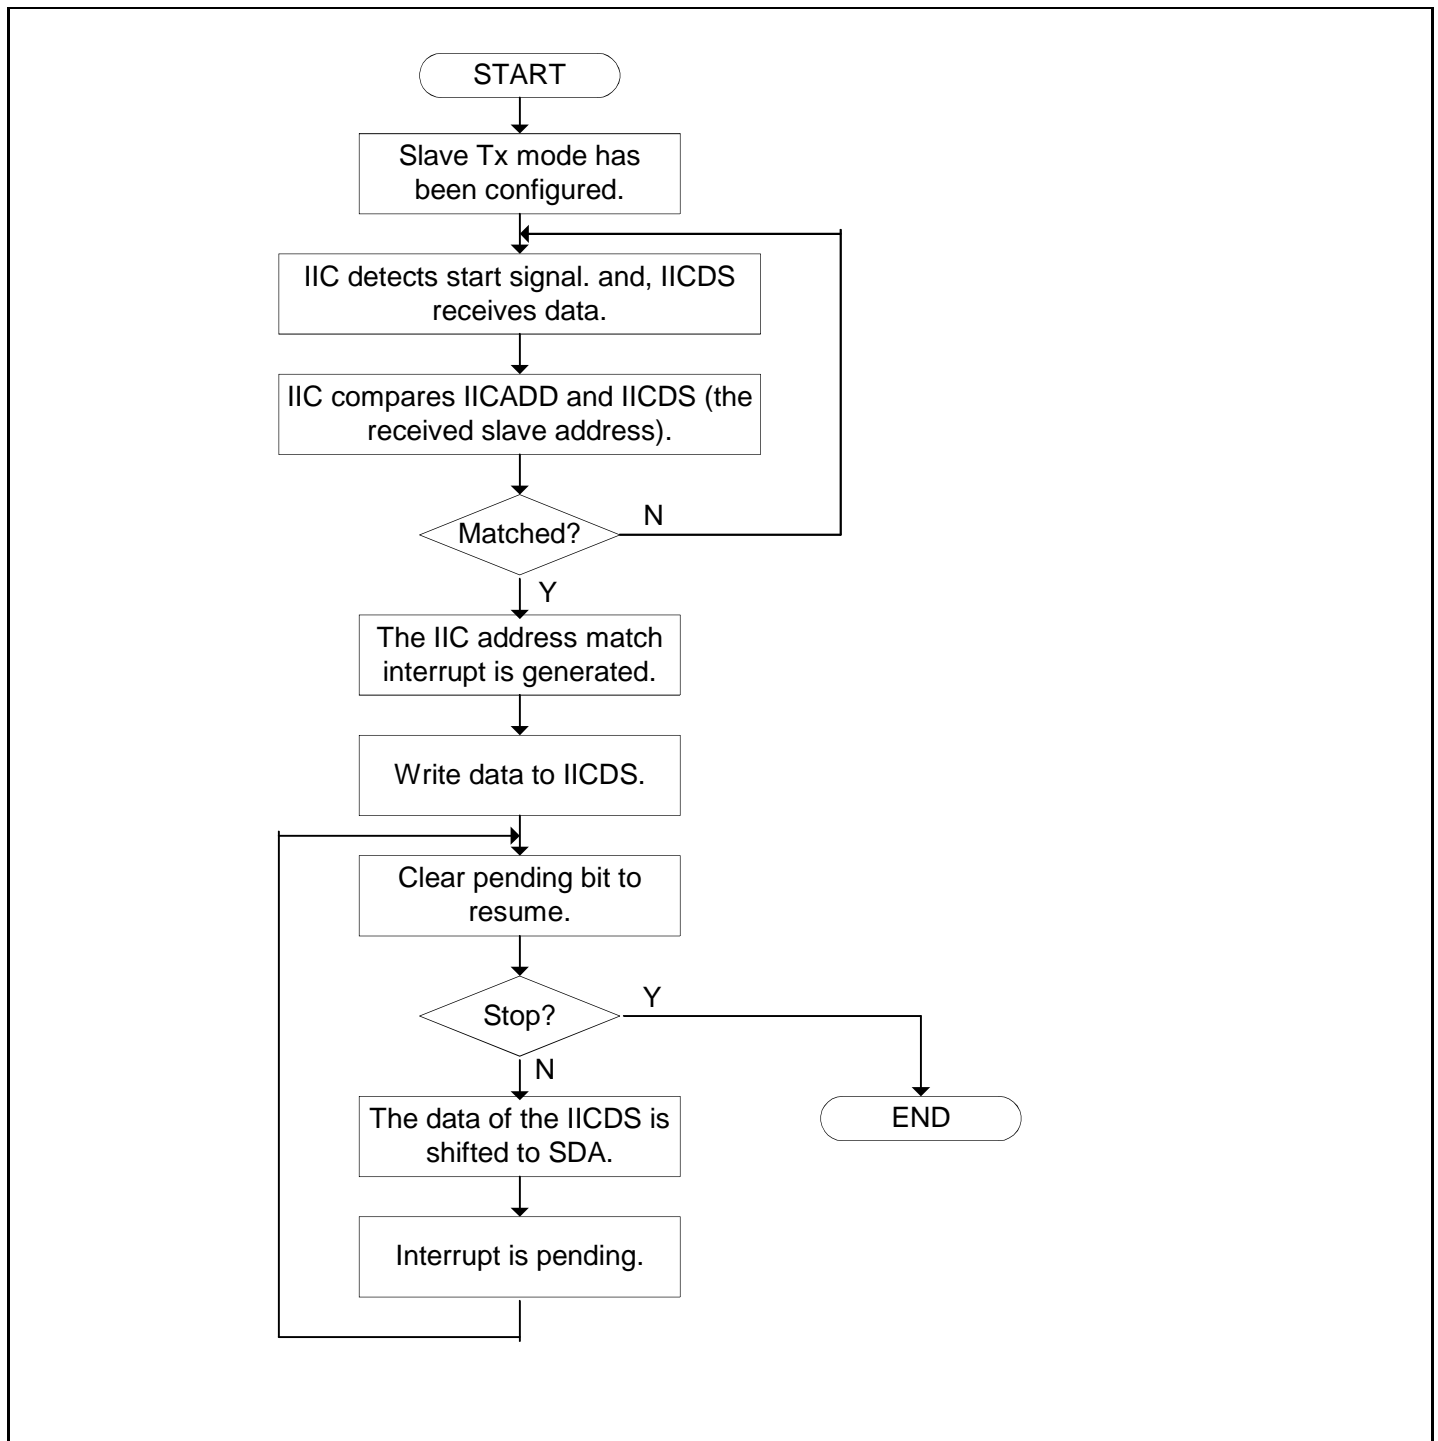 START
Slave Tx mode has
been configured.
IIC detects start signal. and, IICDS
receives data.
IIC compares IICADD and IICDS (the
received slave address).
Matched?
N
Y
The IIC address match
interrupt is generated.
Write data to IICDS.
Clear pending bit to
resume.
Stop?
Y
N
The data of the IICDS is
shifted to SDA.
END
Interrupt is pending.